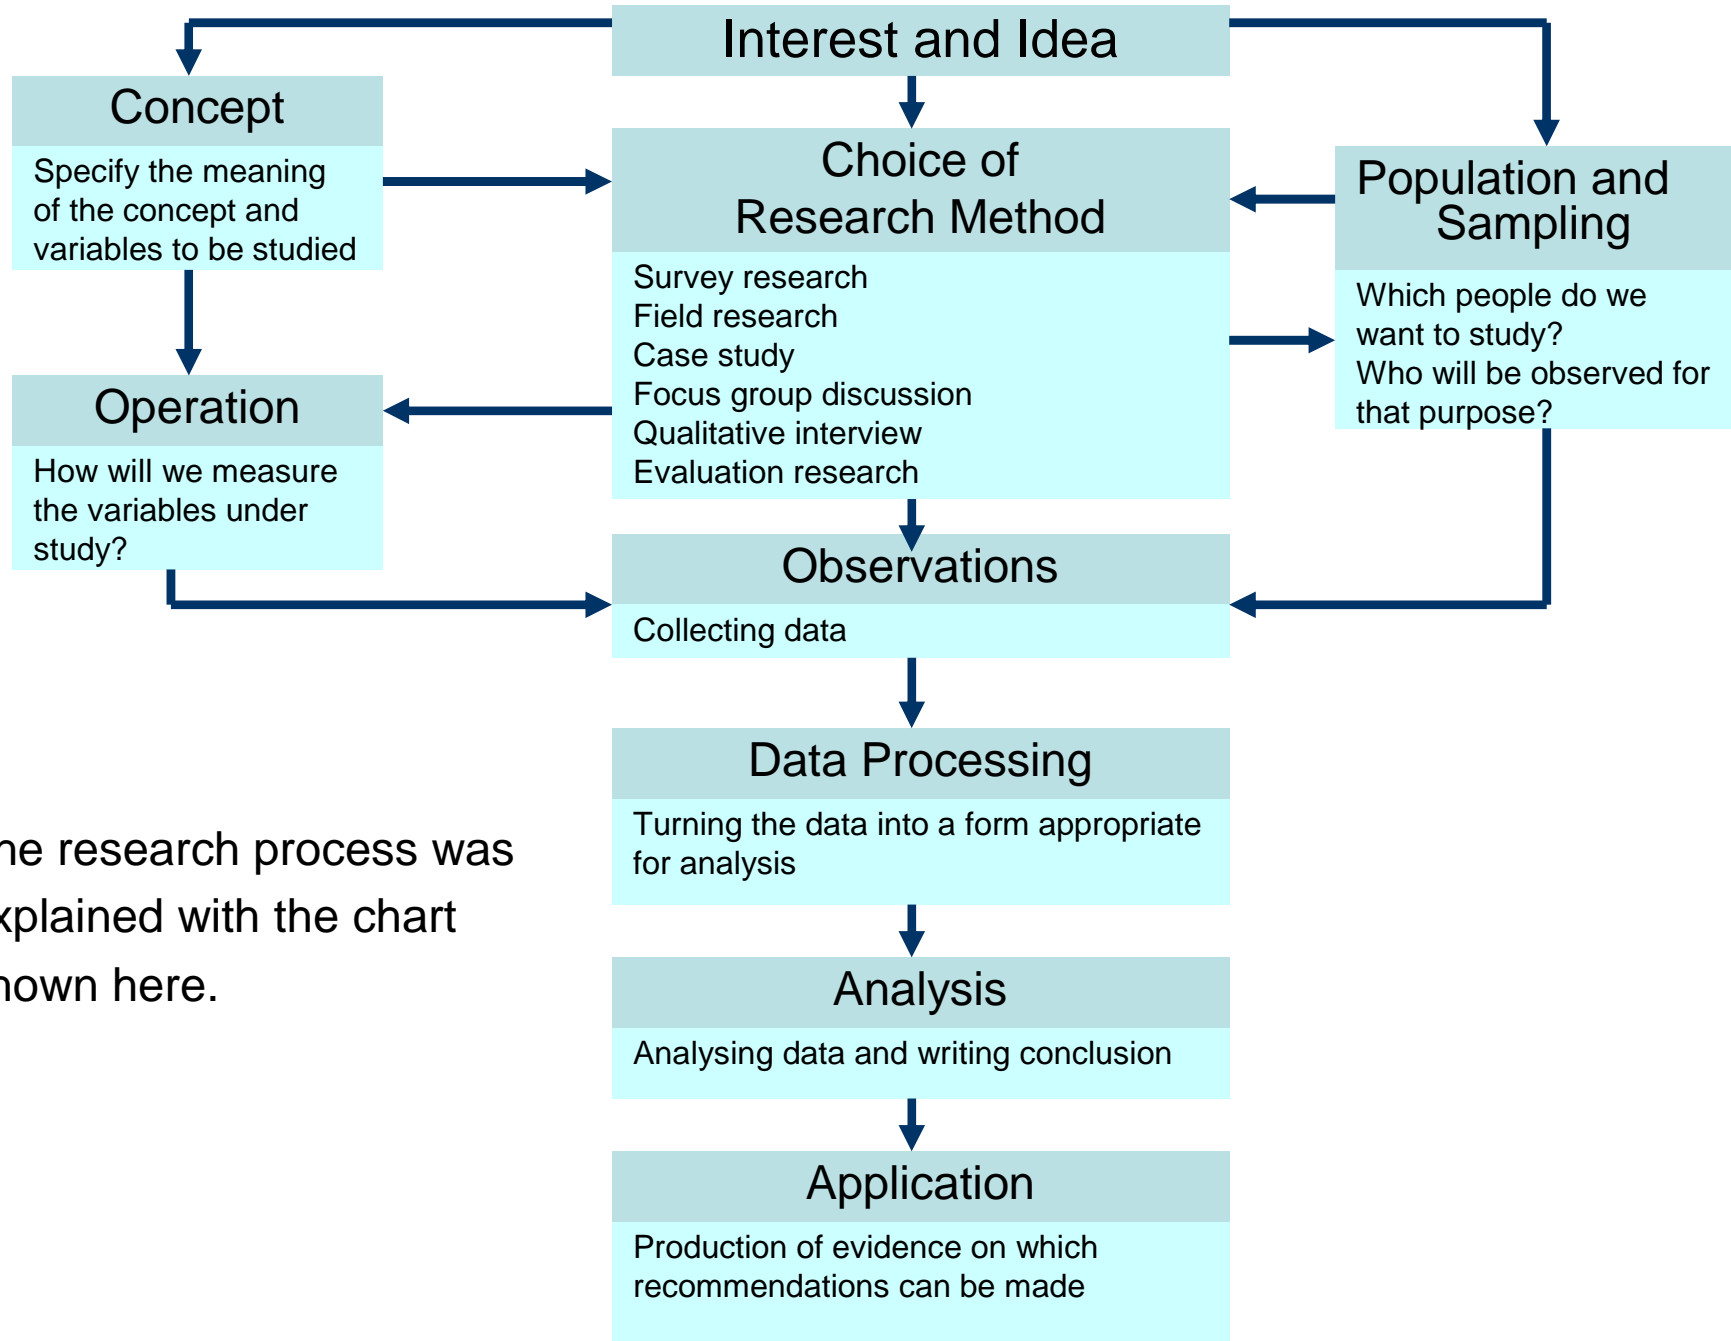 Interest and Idea
Concept
Specify the meaning
of the concept and
variables to be studied
Choice of
Research Method
Survey research
Field research
Case study
Focus group discussion
Qualitative interview
Evaluation research
Population and
Sampling
Which people do we
want to study?
Who will be observed for
that purpose?
Operation
How will we measure
the variables under
study?
Observations
Collecting data
Data Processing
Turning the data into a form appropriate
for analysis
he research process was
xplained with the chart
hown here.
Analysis
Analysing data and writing conclusion
Application
Production of evidence on which
recommendations can be made